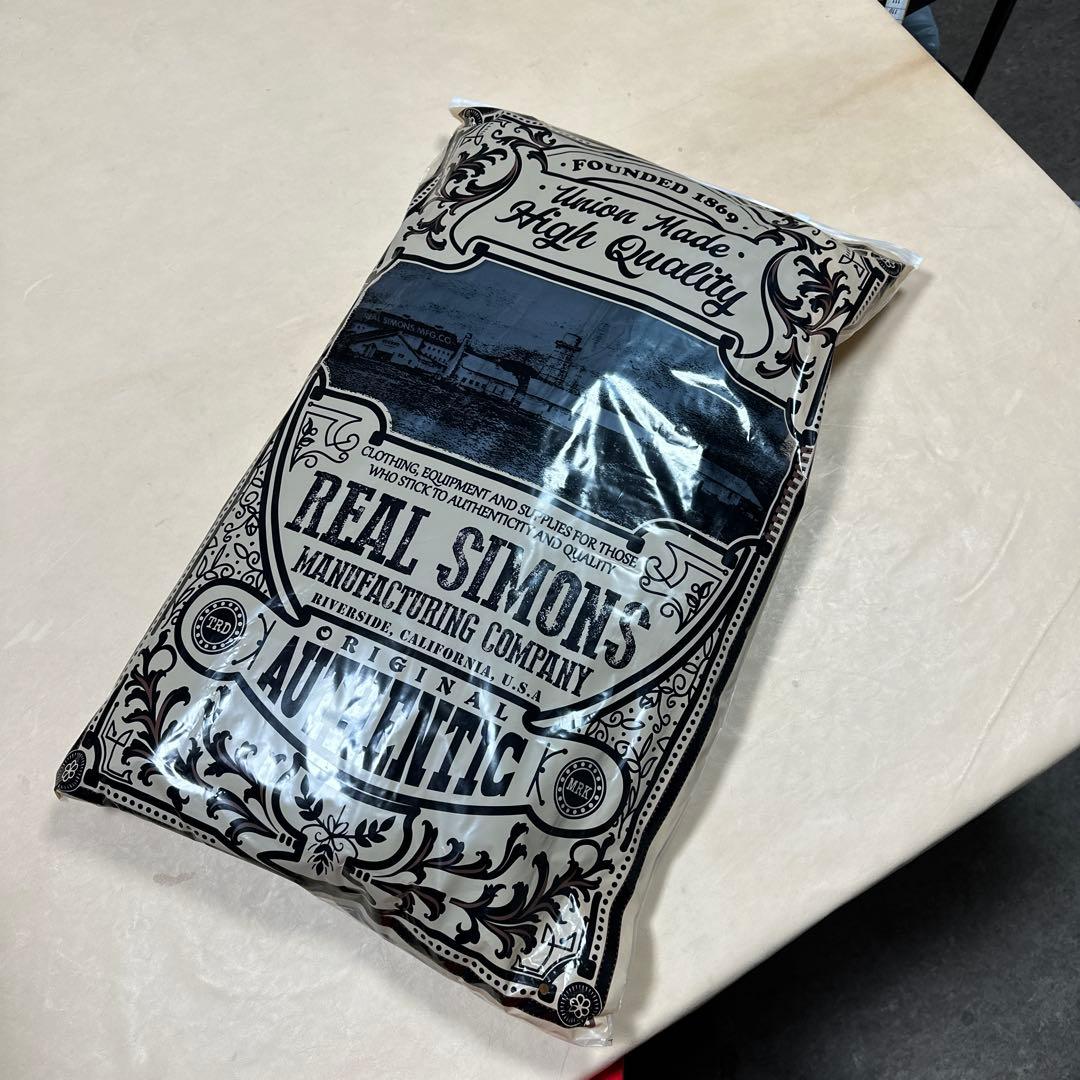 · FOUNDED 1869 ·
· Union Made ·
High Quality
REAL SIMONS MFG.CO
CLOTHING, EQUIPMENT AND SUPPLIES FOR THOSE
WHO STICK TO AUTHENTICITY AND QUALITY
REAL SIMONS
MANUFACTURING COMPANY
RIVERSIDE, CALIFORNIA, U.S.A
ORIGINAL
AUTHENTIC
TRD
MRK